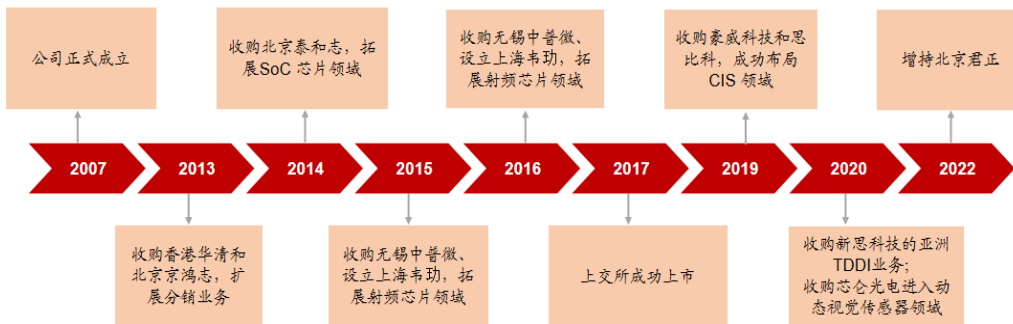 公司正式成立
收购北京泰和志，拓
展SoC 芯片领域
收购无锡中普微、
设立上海韦玏，拓
展射频芯片领域
收购豪威科技和思
比科，成功布局
CIS 领域
增持北京君正
2007
2013
2014
2015
2016
2017
2019
2020
2022
收购香港华清和
北京京鸿志，扩
展分销业务
收购无锡中普微、
设立上海韦玏，拓
展射频芯片领域
上交所成功上市
收购新思科技的亚洲
TDDI业务；
收购芯仑光电进入动
态视觉传感器领域